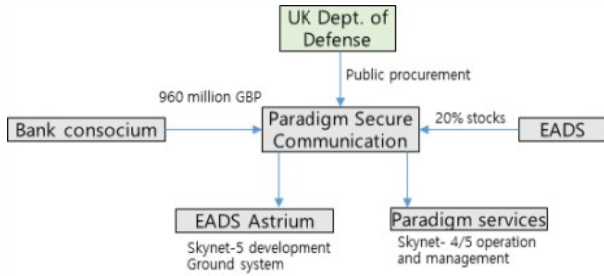 UK Dept. of
Defense
Public procurement
960 million GBP
Bank consocium
Paradigm Secure
Communication
20% stocks
EADS
EADS Astrium
Skynet-5 development
Ground system
Paradigm services
Skynet- 4/5 operation
and management